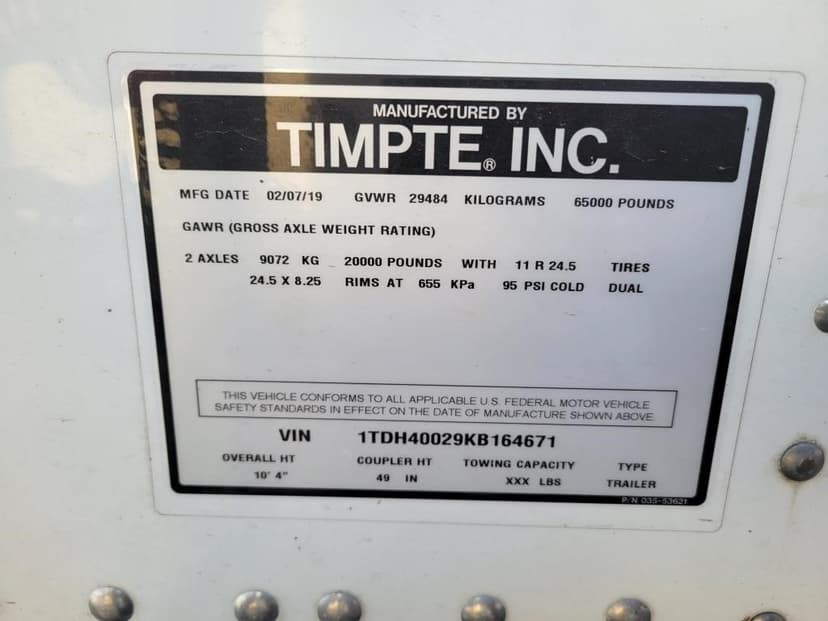 MANUFACTURED BY
TIMPTE® INC.
MFG DATE 02/07/19 GVWR 29484 KILOGRAMS 65000 POUNDS
GAWR (GROSS AXLE WEIGHT RATING)
2 AXLES 9072 KG 20000 POUNDS WITH 11 R 24.5 TIRES
24.5 X 8.25 RIMS AT 655 KPa 95 PSI COLD DUAL
THIS VEHICLE CONFORMS TO ALL APPLICABLE U.S. FEDERAL MOTOR VEHICLE
SAFETY STANDARDS IN EFFECT ON THE DATE OF MANUFACTURE SHOWN ABOVE.
VIN 1TDH40029KB164671
OVERALL HT COUPLER HT TOWING CAPACITY TYPE
10' 4" 49 IN XXX LBS TRAILER
P/N 035-53621